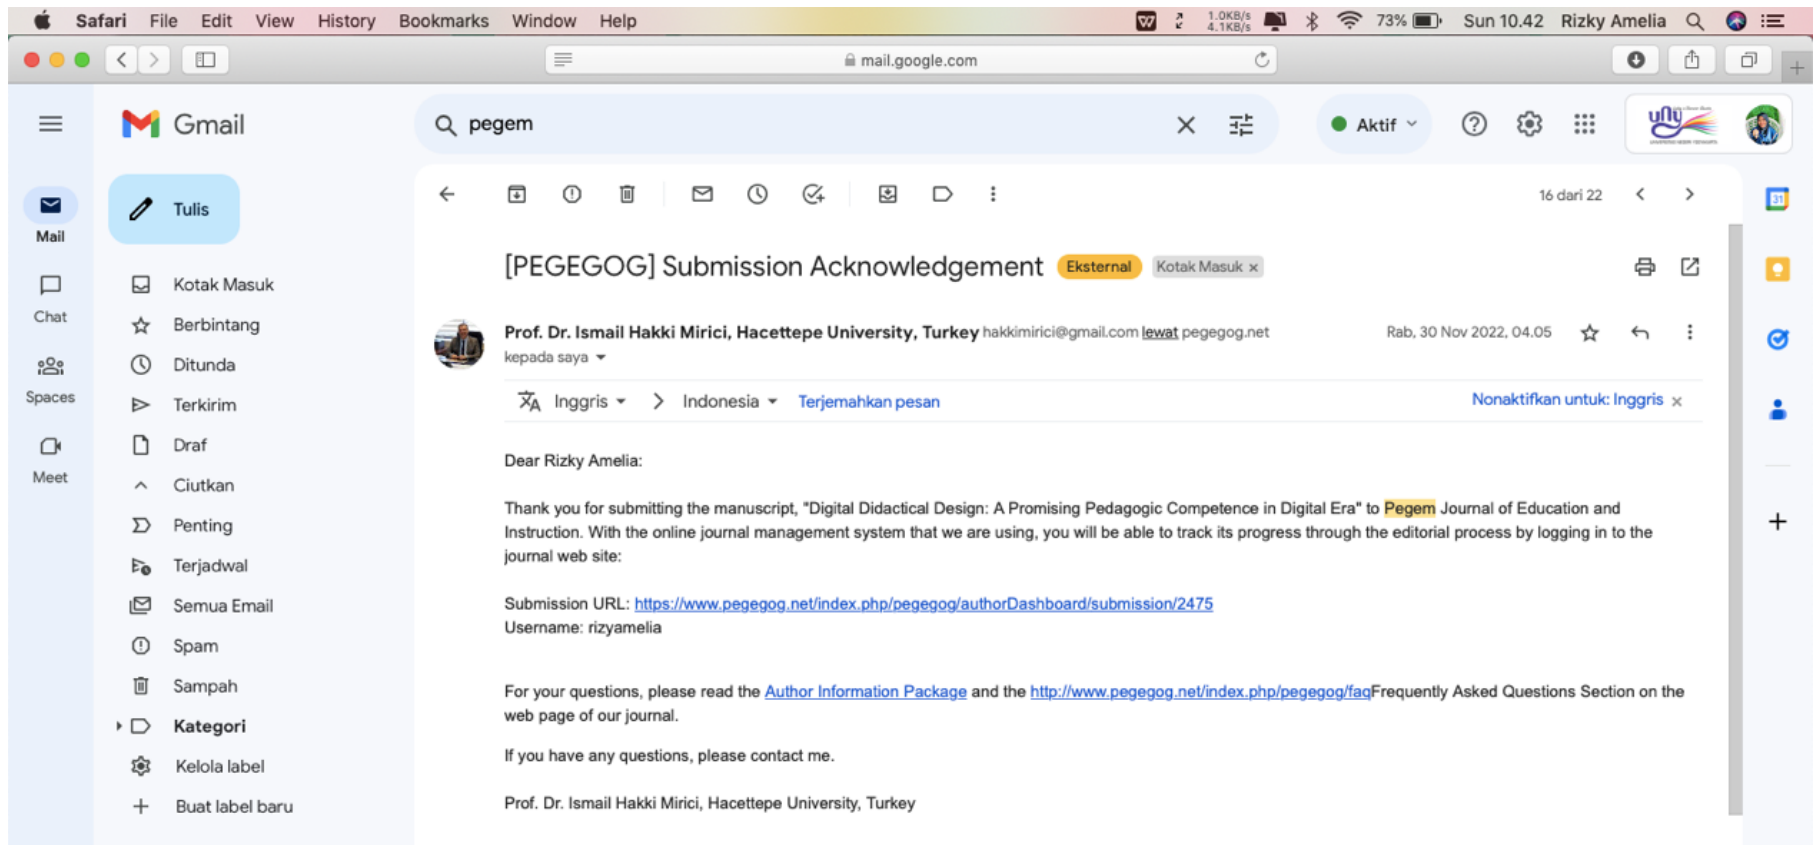 Safari File Edit View History Bookmarks Window Help 1.0KB/s 4.1KB/s 73% Sun 10.42 Rizky Amelia
mail.google.com
Gmail
pegem
Aktif
uny
Tulis
16 dari 22
31
Mail
[PEGEGOG] Submission Acknowledgement Eksternal Kotak Masuk x
Kotak Masuk
Chat
Berbintang
Prof. Dr. Ismail Hakki Mirici, Hacettepe University, Turkey hakkimirici@gmail.com lewat pegegog.net Rab, 30 Nov 2022, 04.05
kepada saya
Ditunda
Spaces
Terkirim
Inggris > Indonesia Terjemahkan pesan Nonaktifkan untuk: Inggris x
Draf
Meet
Ciutkan
Penting
Terjadwal
Semua Email
Spam
Sampah
Kategori
Kelola label
Buat label baru
Dear Rizky Amelia:
Thank you for submitting the manuscript, "Digital Didactical Design: A Promising Pedagogic Competence in Digital Era" to Pegem Journal of Education and
Instruction. With the online journal management system that we are using, you will be able to track its progress through the editorial process by logging in to the
journal web site:
Submission URL: https://www.pegegog.net/index.php/pegegog/authorDashboard/submission/2475
Username: rizyamelia
For your questions, please read the Author Information Package and the http://www.pegegog.net/index.php/pegegog/faqFrequently Asked Questions Section on the
web page of our journal.
If you have any questions, please contact me.
Prof. Dr. Ismail Hakki Mirici, Hacettepe University, Turkey